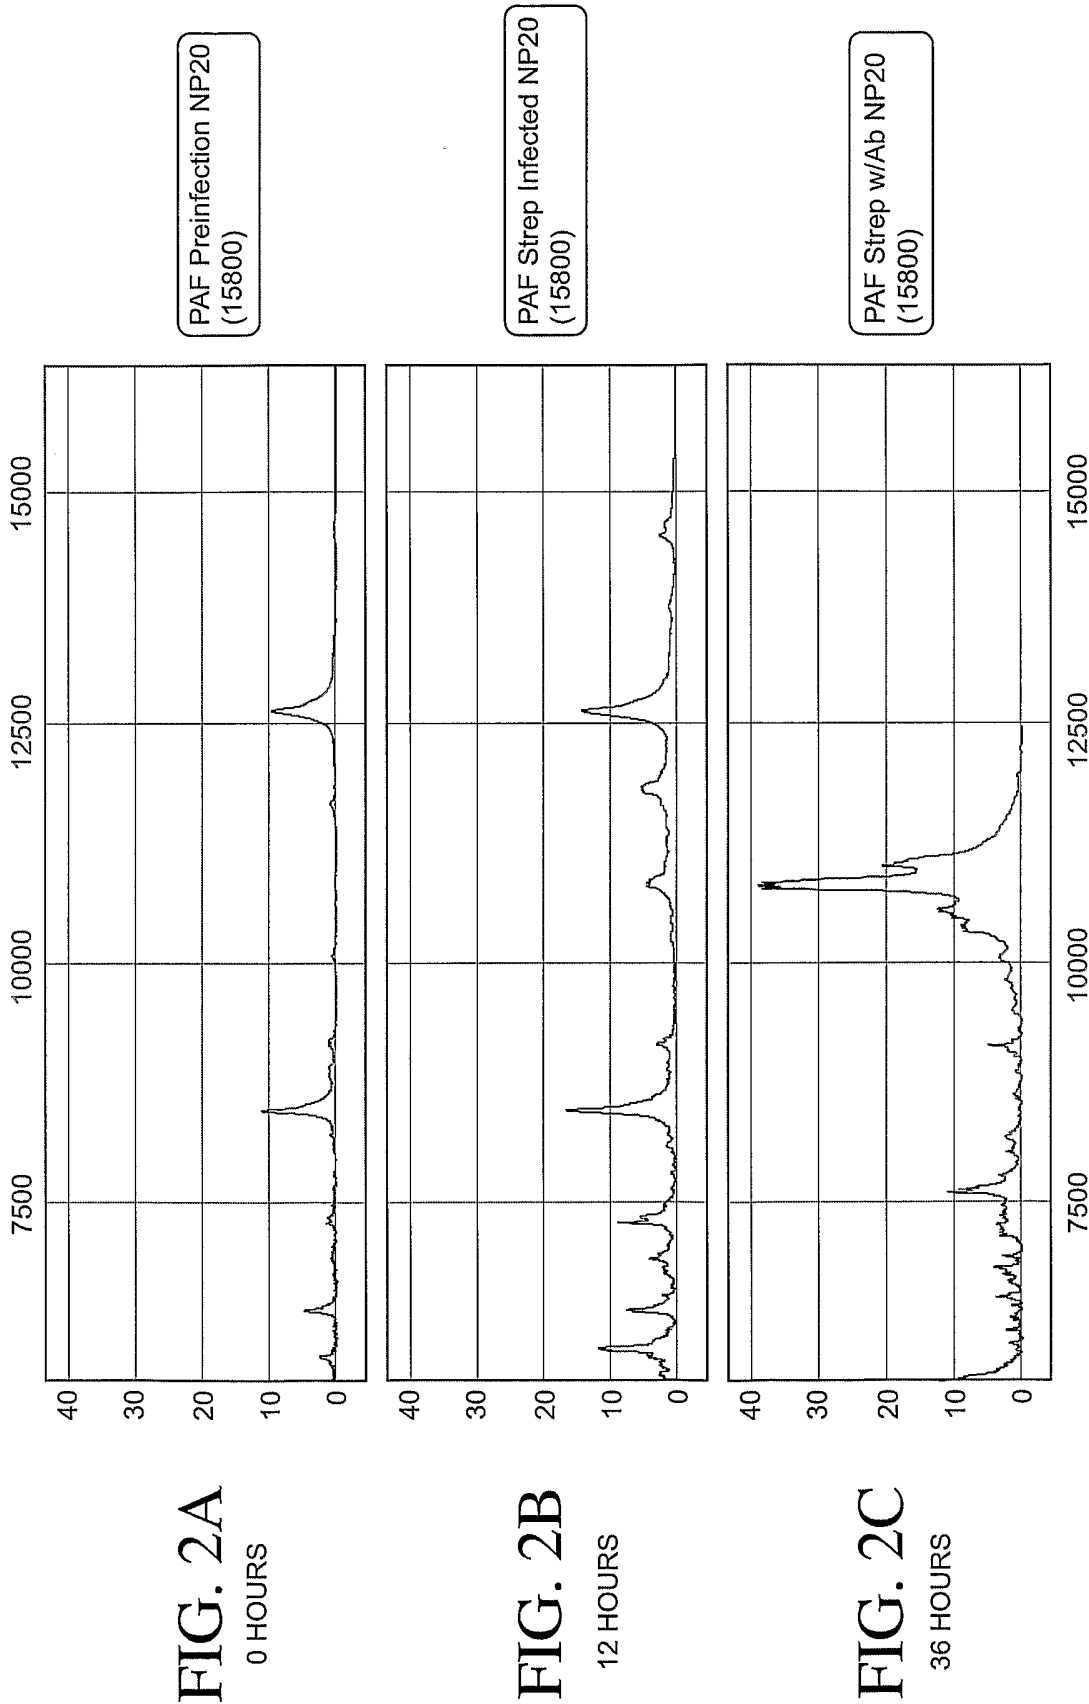 7500
10000
12500
15000
FIG. 2A
0 HOURS
40
30
20
10
0
PAF Preinfection NP20
(15800)
FIG. 2B
12 HOURS
40
30
20
10
0
PAF Strep Infected NP20
(15800)
FIG. 2C
36 HOURS
40
30
20
10
0
PAF Strep w/Ab NP20
(15800)
7500
10000
12500
15000